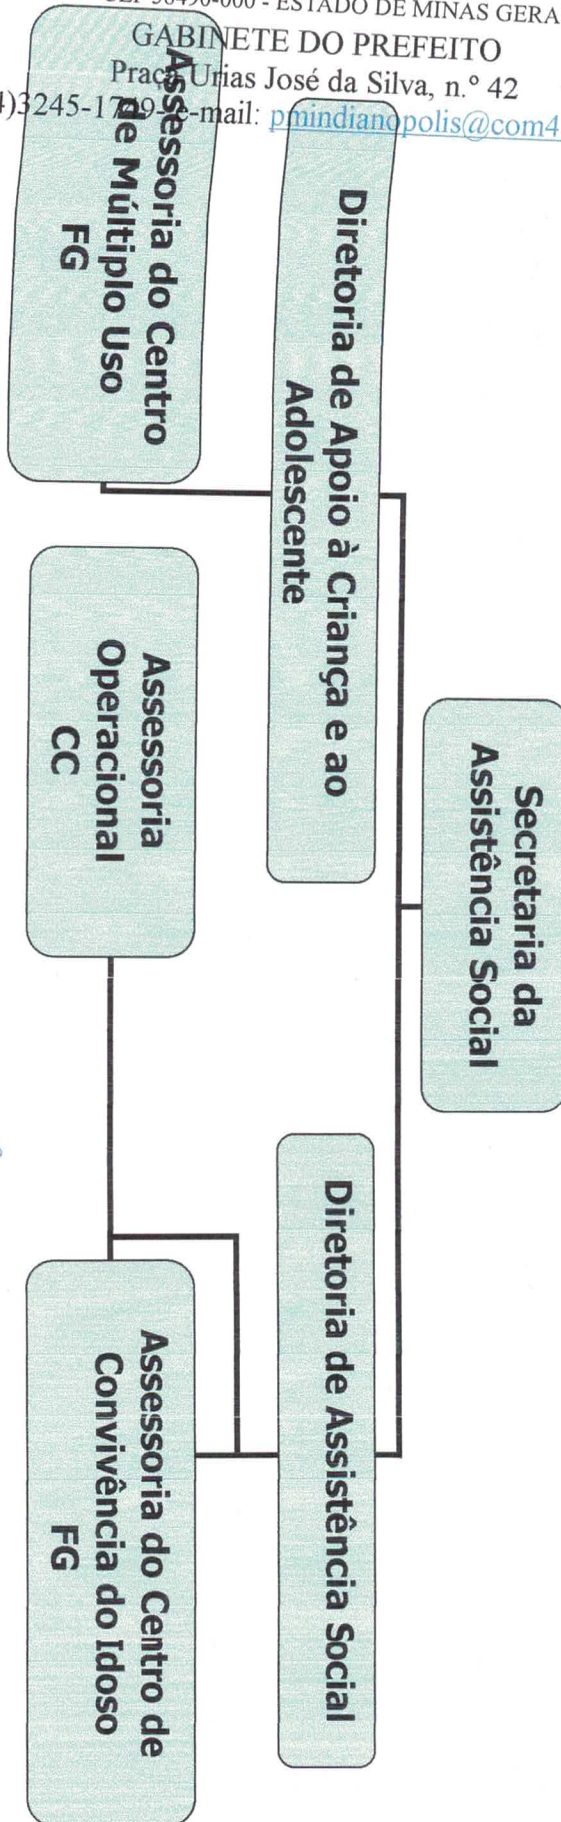 38490-000 - ESTADO DE MINAS GERA
GABINETE DO PREFEITO
Praça Urias José da Silva, n.º 42
e-mail: pmindianopolis@com4
Secretaria da
Assistência Social
Diretoria de Apoio à Criança e ao
Adolescente
Diretoria de Assistência Social
Assessoria do Centro
de Múltiplo Uso
FG
Assessoria
Operacional
CC
Assessoria do Centro de
Convivência do Idoso
FG